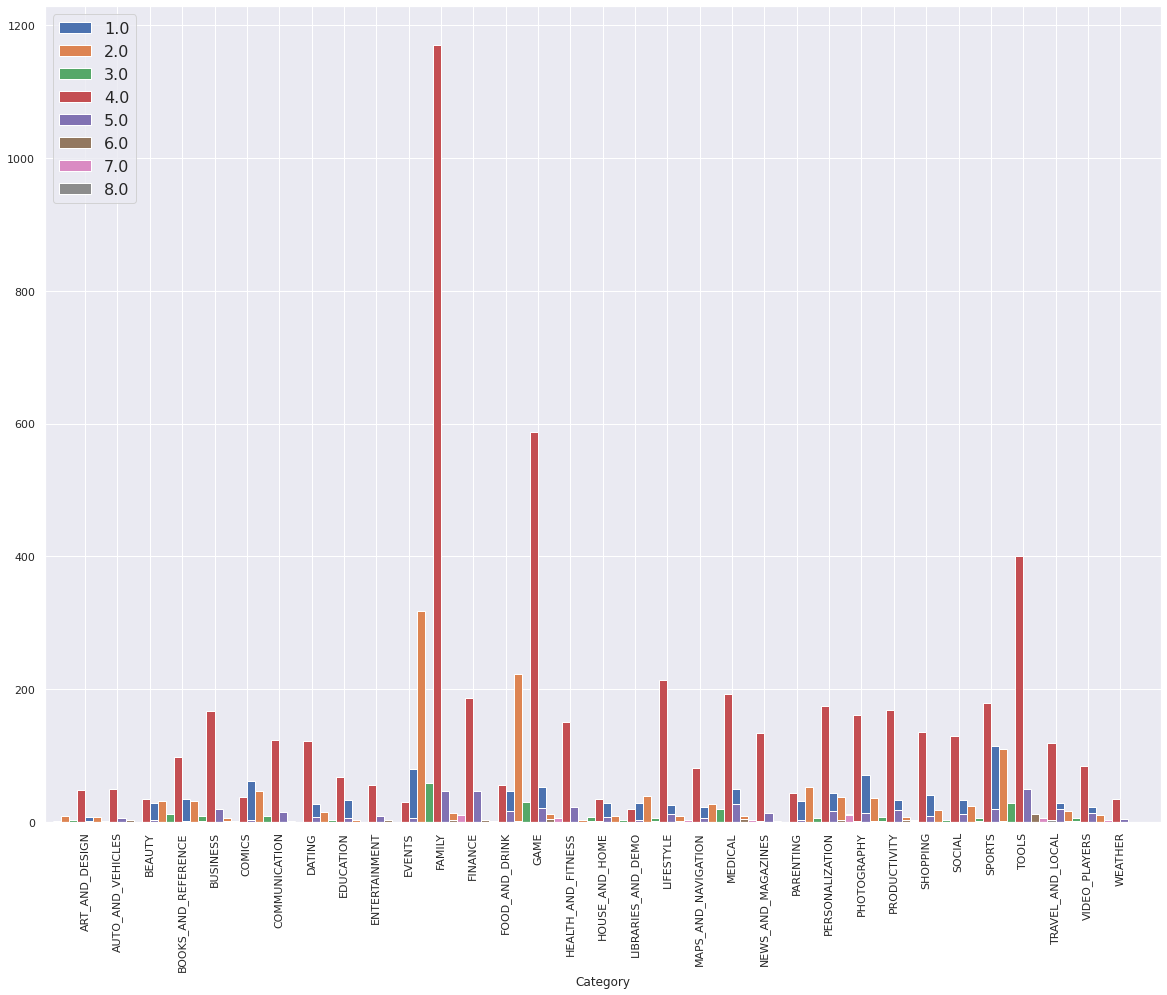 1200
1000
800
600
400
200
0
1.0
2.0
3.0
4.0
5.0
6.0
7.0
8.0
ART_AND_DESIGN
AUTO_AND_VEHICLES
BEAUTY
BOOKS_AND_REFERENCE
BUSINESS
COMICS
COMMUNICATION
DATING
EDUCATION
ENTERTAINMENT
EVENTS
FAMILY
FINANCE
FOOD_AND_DRINK
GAME
HEALTH_AND_FITNESS
HOUSE_AND_HOME
LIBRARIES_AND_DEMO
LIFESTYLE
MAPS_AND_NAVIGATION
MEDICAL
NEWS_AND_MAGAZINES
PARENTING
PERSONALIZATION
PHOTOGRAPHY
PRODUCTIVITY
SHOPPING
SOCIAL
SPORTS
TOOLS
TRAVEL_AND_LOCAL
VIDEO_PLAYERS
WEATHER
Category